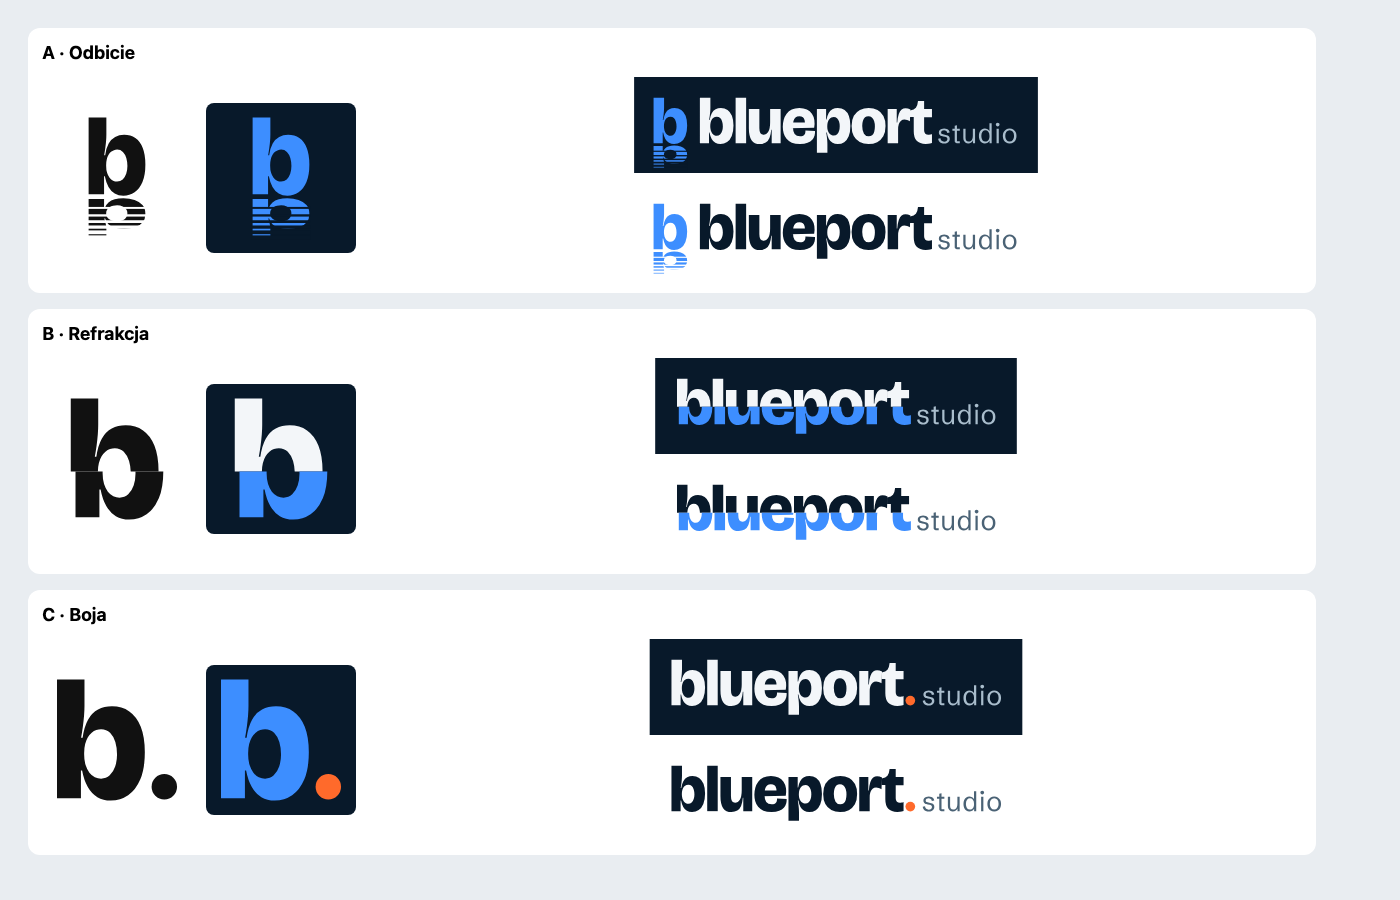 A · Odbicie
b
b
b blueport studio
b blueport studio
B · Refrakcja
b
b
blueport studio
blueport studio
C · Boja
b.
b.
blueport. studio
blueport. studio